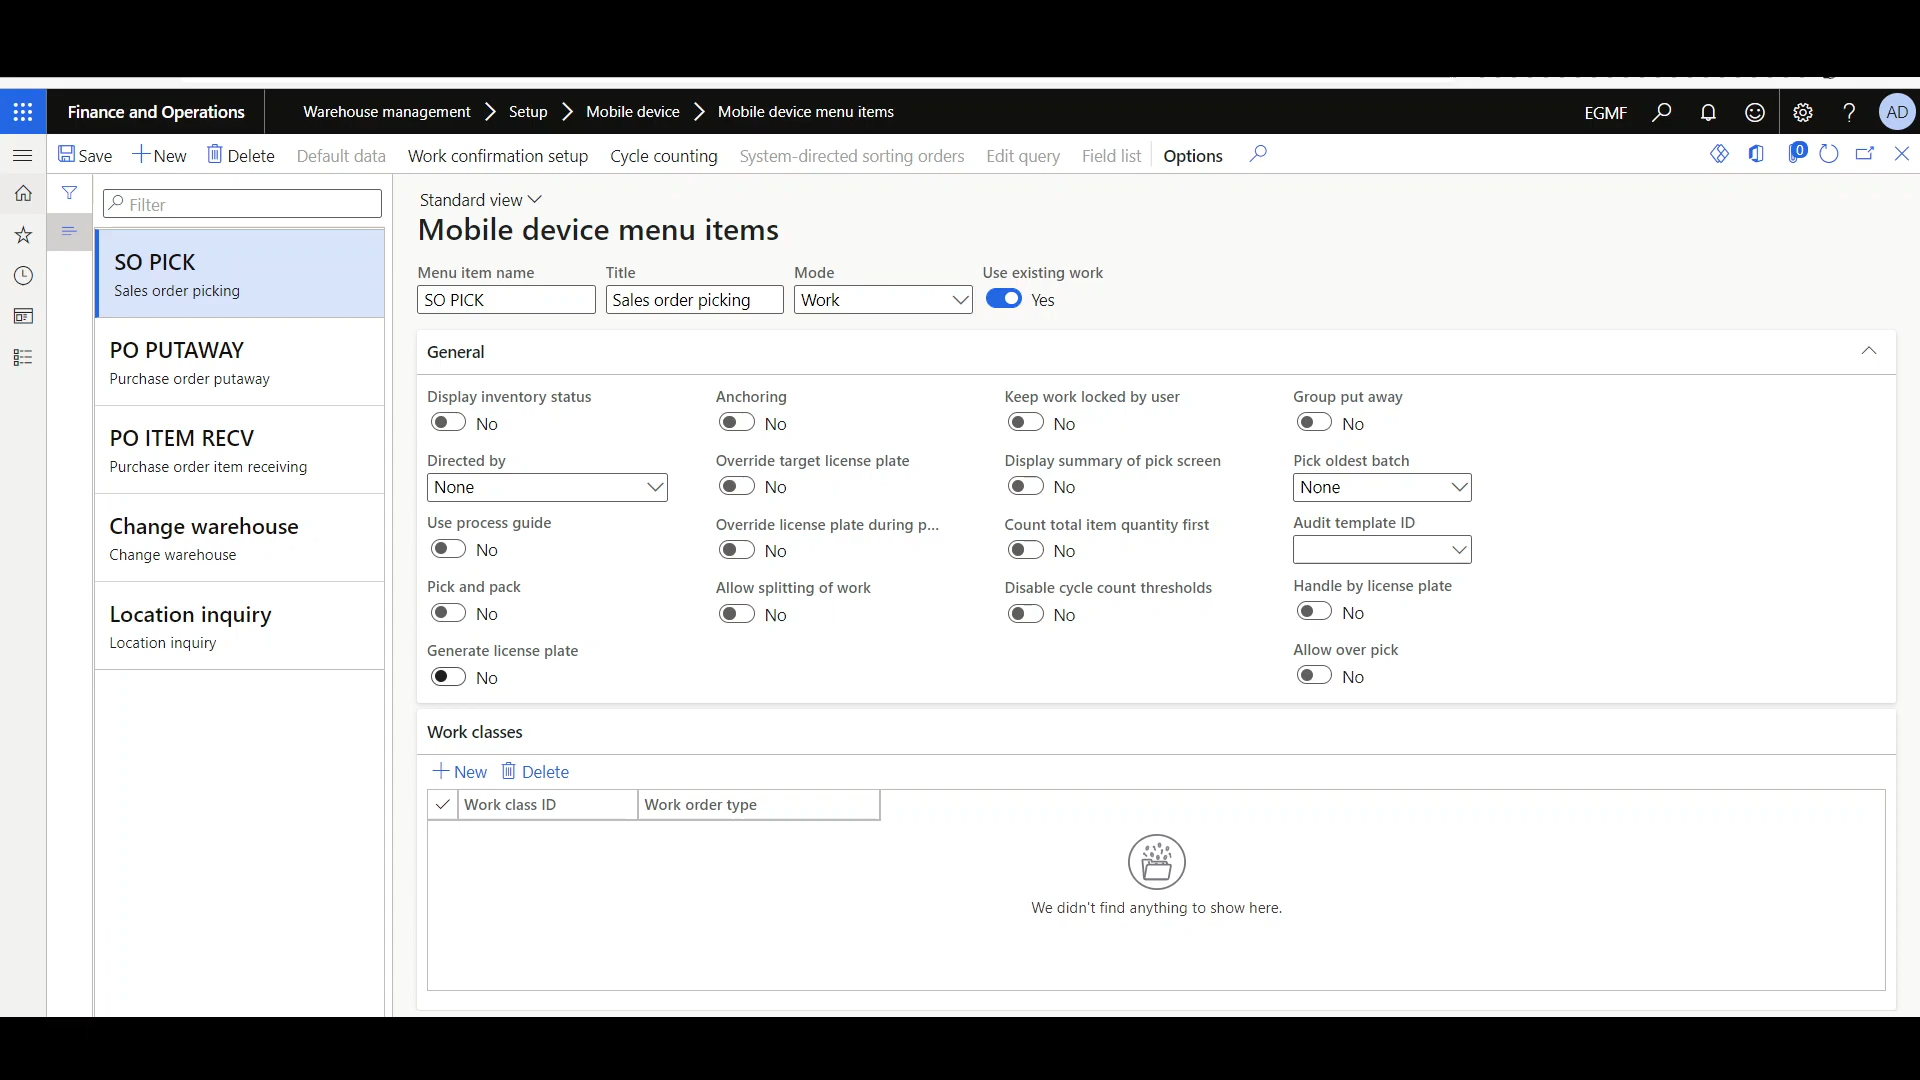 Finance and Operations
Warehouse management
Setup
Mobile device
Mobile device menu items
EGMF
?
AD
Save
New
Delete
Default data
Work confirmation setup
Cycle counting
System-directed sorting orders
Edit query
Field list
Options
0
Filter
SO PICK
Sales order picking
PO PUTAWAY
Purchase order putaway
PO ITEM RECV
Purchase order item receiving
Change warehouse
Change warehouse
Location inquiry
Location inquiry
Standard view
Mobile device menu items
Menu item name
SO PICK
Title
Sales order picking
Mode
Work
Use existing work
Yes
General
Display inventory status
No
Directed by
None
Use process guide
No
Pick and pack
No
Generate license plate
No
Anchoring
No
Override target license plate
No
Override license plate during p...
No
Allow splitting of work
No
Keep work locked by user
No
Display summary of pick screen
No
Count total item quantity first
No
Disable cycle count thresholds
No
Group put away
No
Pick oldest batch
None
Audit template ID
Handle by license plate
No
Allow over pick
No
Work classes
New
Delete
Work class ID
Work order type
We didn't find anything to show here.